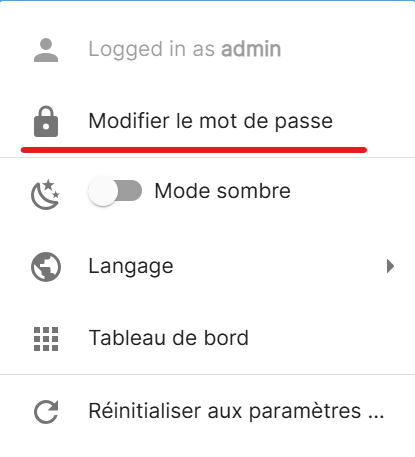 Logged in as admin
Modifier le mot de passe
Mode sombre
Langage
Tableau de bord
Réinitialiser aux paramètres ...